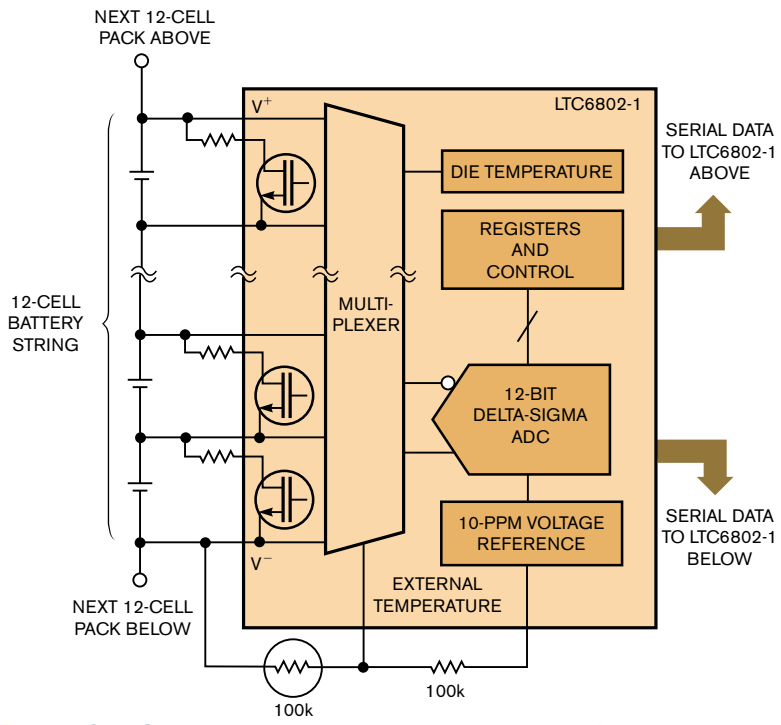 NEXT 12-CELL
PACK ABOVE
V+
LTC6802-1
SERIAL DATA
TO LTC6802-1
ABOVE
DIE TEMPERATURE
REGISTERS
AND
CONTROL
12-CELL
BATTERY
STRING
MULTI-
PLEXER
12-BIT
DELTA-SIGMA
ADC
10-PPM VOLTAGE
REFERENCE
SERIAL DATA
TO LTC6802-1
BELOW
V−
EXTERNAL
TEMPERATURE
NEXT 12-CELL
PACK BELOW
100k
100k